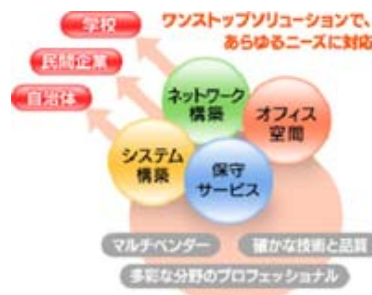 学校
ワンストップソリューションで、
あらゆるニーズに対応
民間企業
自治体
ネットワーク
構築
オフィス
空間
システム
構築
保守
サービス
マルチベンダー
確かな技術と品質
多彩な分野のプロフェッショナル